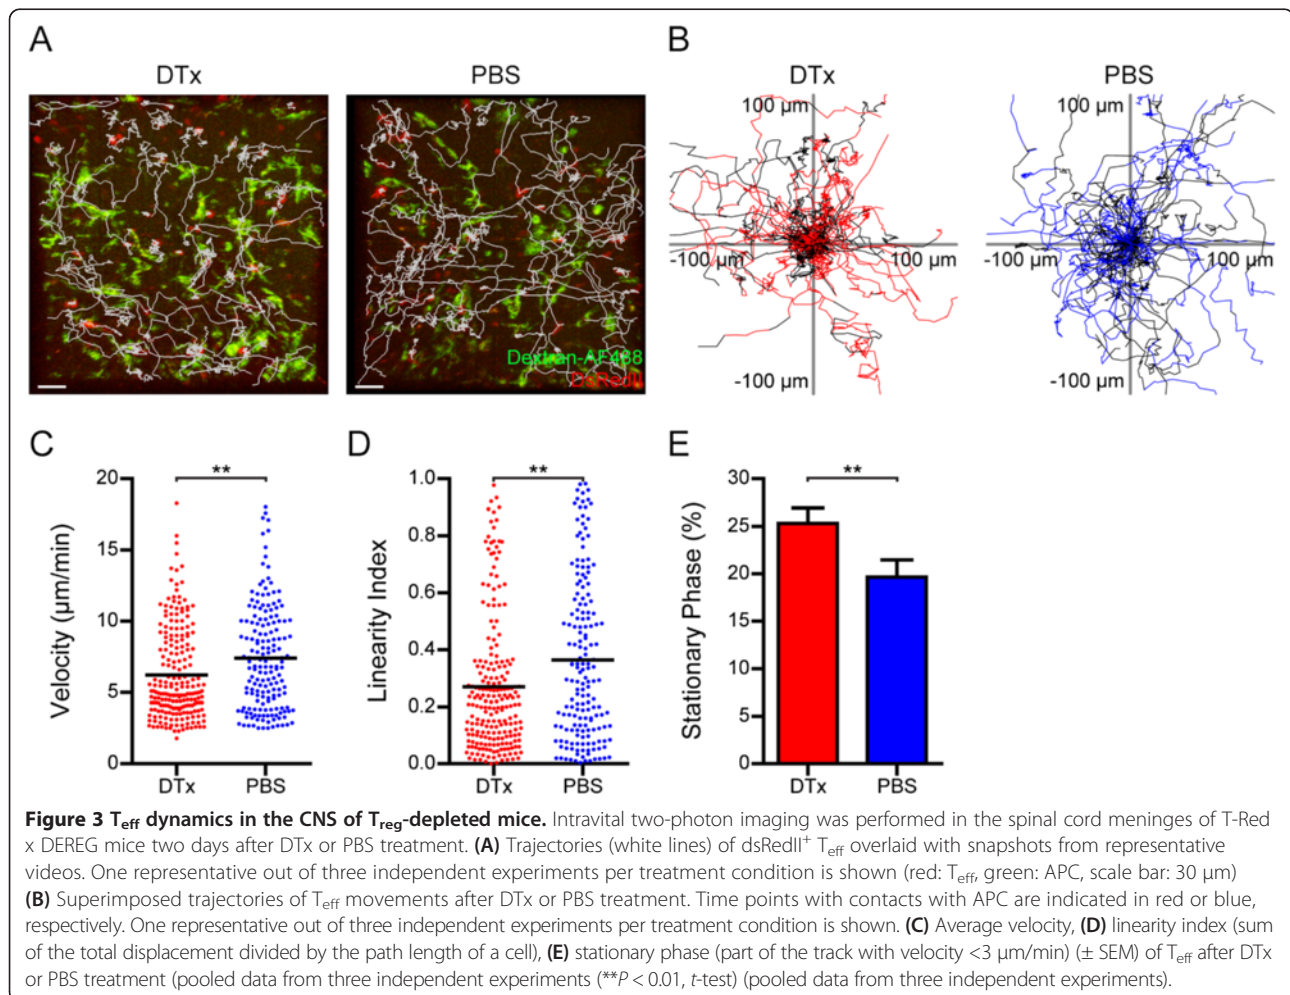 A
B
DTx
PBS
DTx
PBS
Dextran-AF488
DsRedII
100 µm
-100 µm
100 µm
-100 µm
100 µm
-100 µm
100 µm
-100 µm
C
D
E
**
**
**
Velocity (µm/min)
20
15
10
5
0
DTx
PBS
Linearity Index
1.0
0.8
0.6
0.4
0.2
0.0
DTx
PBS
Stationary Phase (%)
30
25
20
15
10
5
0
DTx
PBS
Figure 3 Teff dynamics in the CNS of Treg-depleted mice. Intravital two-photon imaging was performed in the spinal cord meninges of T-Red
x DEREG mice two days after DTx or PBS treatment. (A) Trajectories (white lines) of dsRedII+ Teff overlaid with snapshots from representative
videos. One representative out of three independent experiments per treatment condition is shown (red: Teff, green: APC, scale bar: 30 µm)
(B) Superimposed trajectories of Teff movements after DTx or PBS treatment. Time points with contacts with APC are indicated in red or blue,
respectively. One representative out of three independent experiments per treatment condition is shown. (C) Average velocity, (D) linearity index (sum
of the total displacement divided by the path length of a cell), (E) stationary phase (part of the track with velocity <3 µm/min) (± SEM) of Teff after DTx
or PBS treatment (pooled data from three independent experiments (**P < 0.01, t-test) (pooled data from three independent experiments).